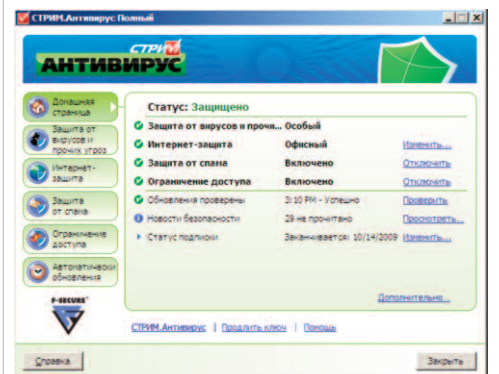 СТРИМ.Антивирус Полный
СТРИМ
АНТИВИРУС
Домашняя страница
Защита от вирусов и прочих угроз
Интернет-защита
Защита от спама
Ограничение доступа
Автоматически обновления
F-SECURE
Статус: Защищено
Защита от вирусов и прочи... Особый
Интернет-защита Офисный Изменить...
Защита от спама Включено Отключить
Ограничение доступа Включено Отключить
Обновления проверены 3:10 PM - Успешно Проверить
Новости безопасности 29 не прочитано Просмотреть...
Статус подписки Заканчивается: 10/14/2009 Изменить...
Дополнительно...
СТРИМ.Антивирус | Продлить ключ | Помощь
Справка Закрыть